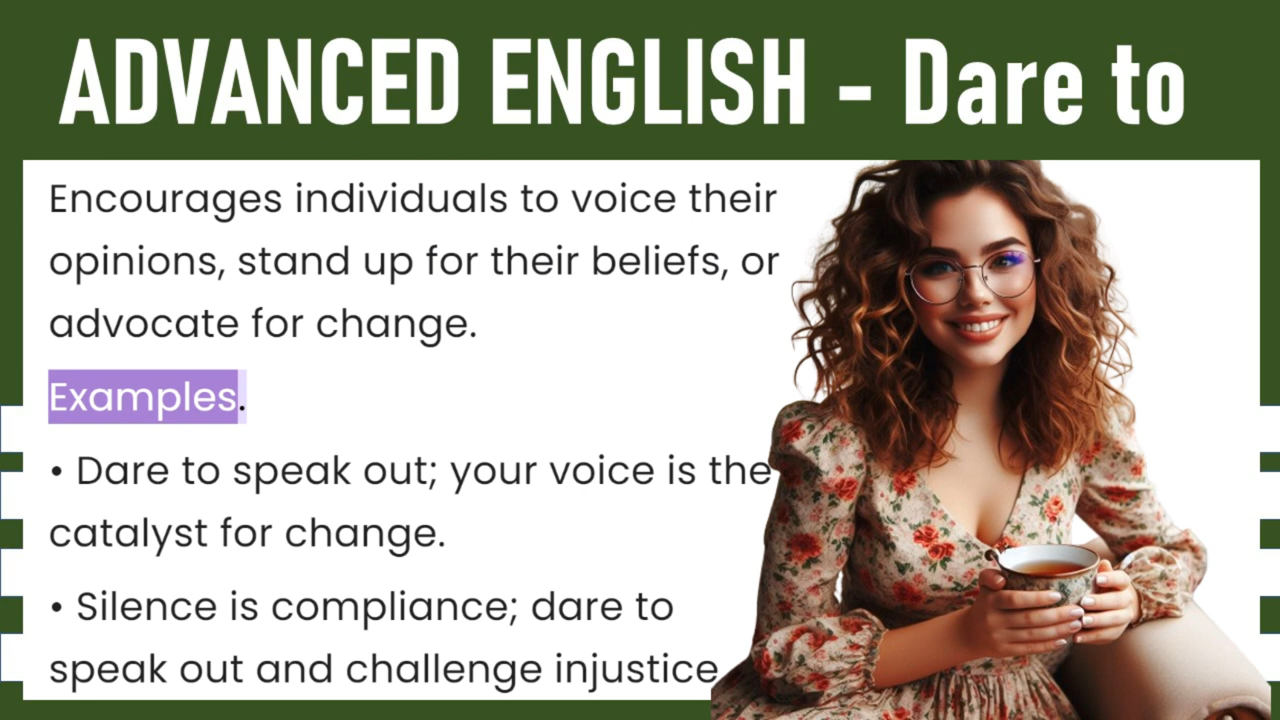 ADVANCED ENGLISH - Dare to
Encourages individuals to voice their
opinions, stand up for their beliefs, or
advocate for change.
Examples.
• Dare to speak out; your voice is the
catalyst for change.
• Silence is compliance; dare to
speak out and challenge injustice